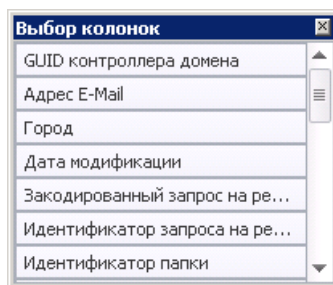 Выбор колонок
GUID контроллера домена
Адрес E-Mail
Город
Дата модификации
Закодированный запрос на ре...
Идентификатор запроса на ре...
Идентификатор папки